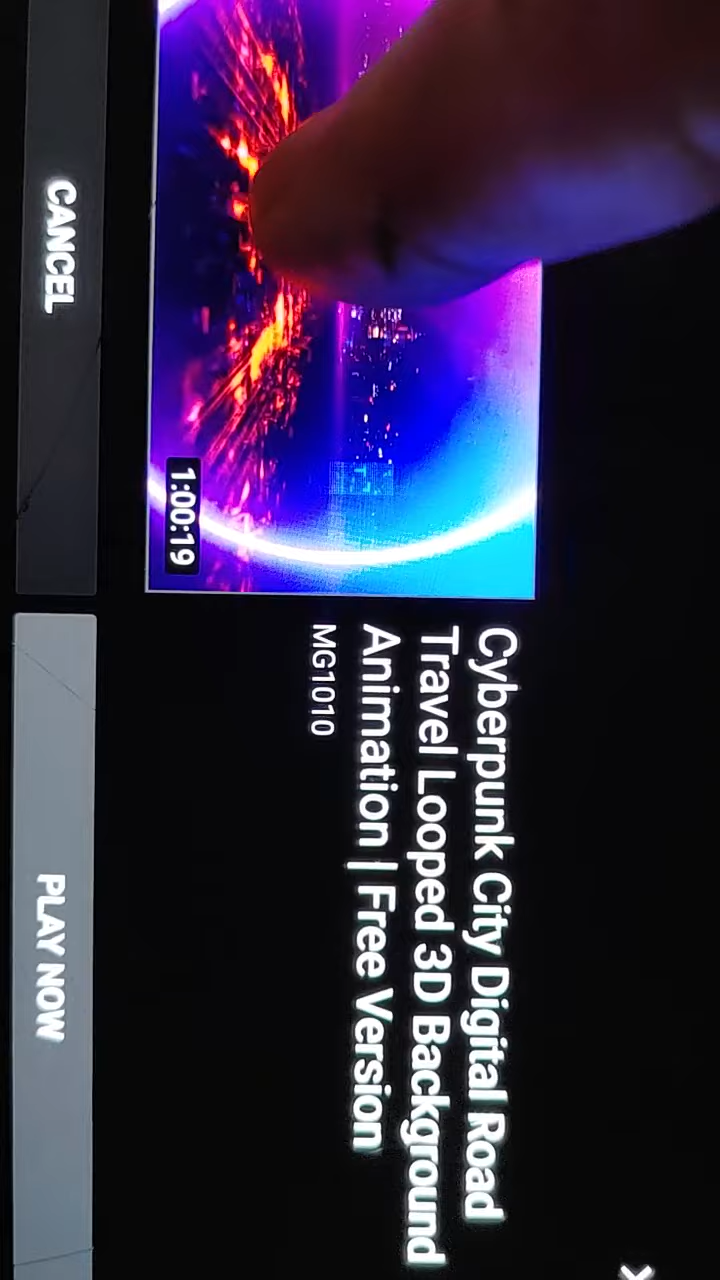 1:00:19
Cyberpunk City Digital Road
Travel Looped 3D Background
Animation | Free Version
MG1010
CANCEL
PLAY NOW